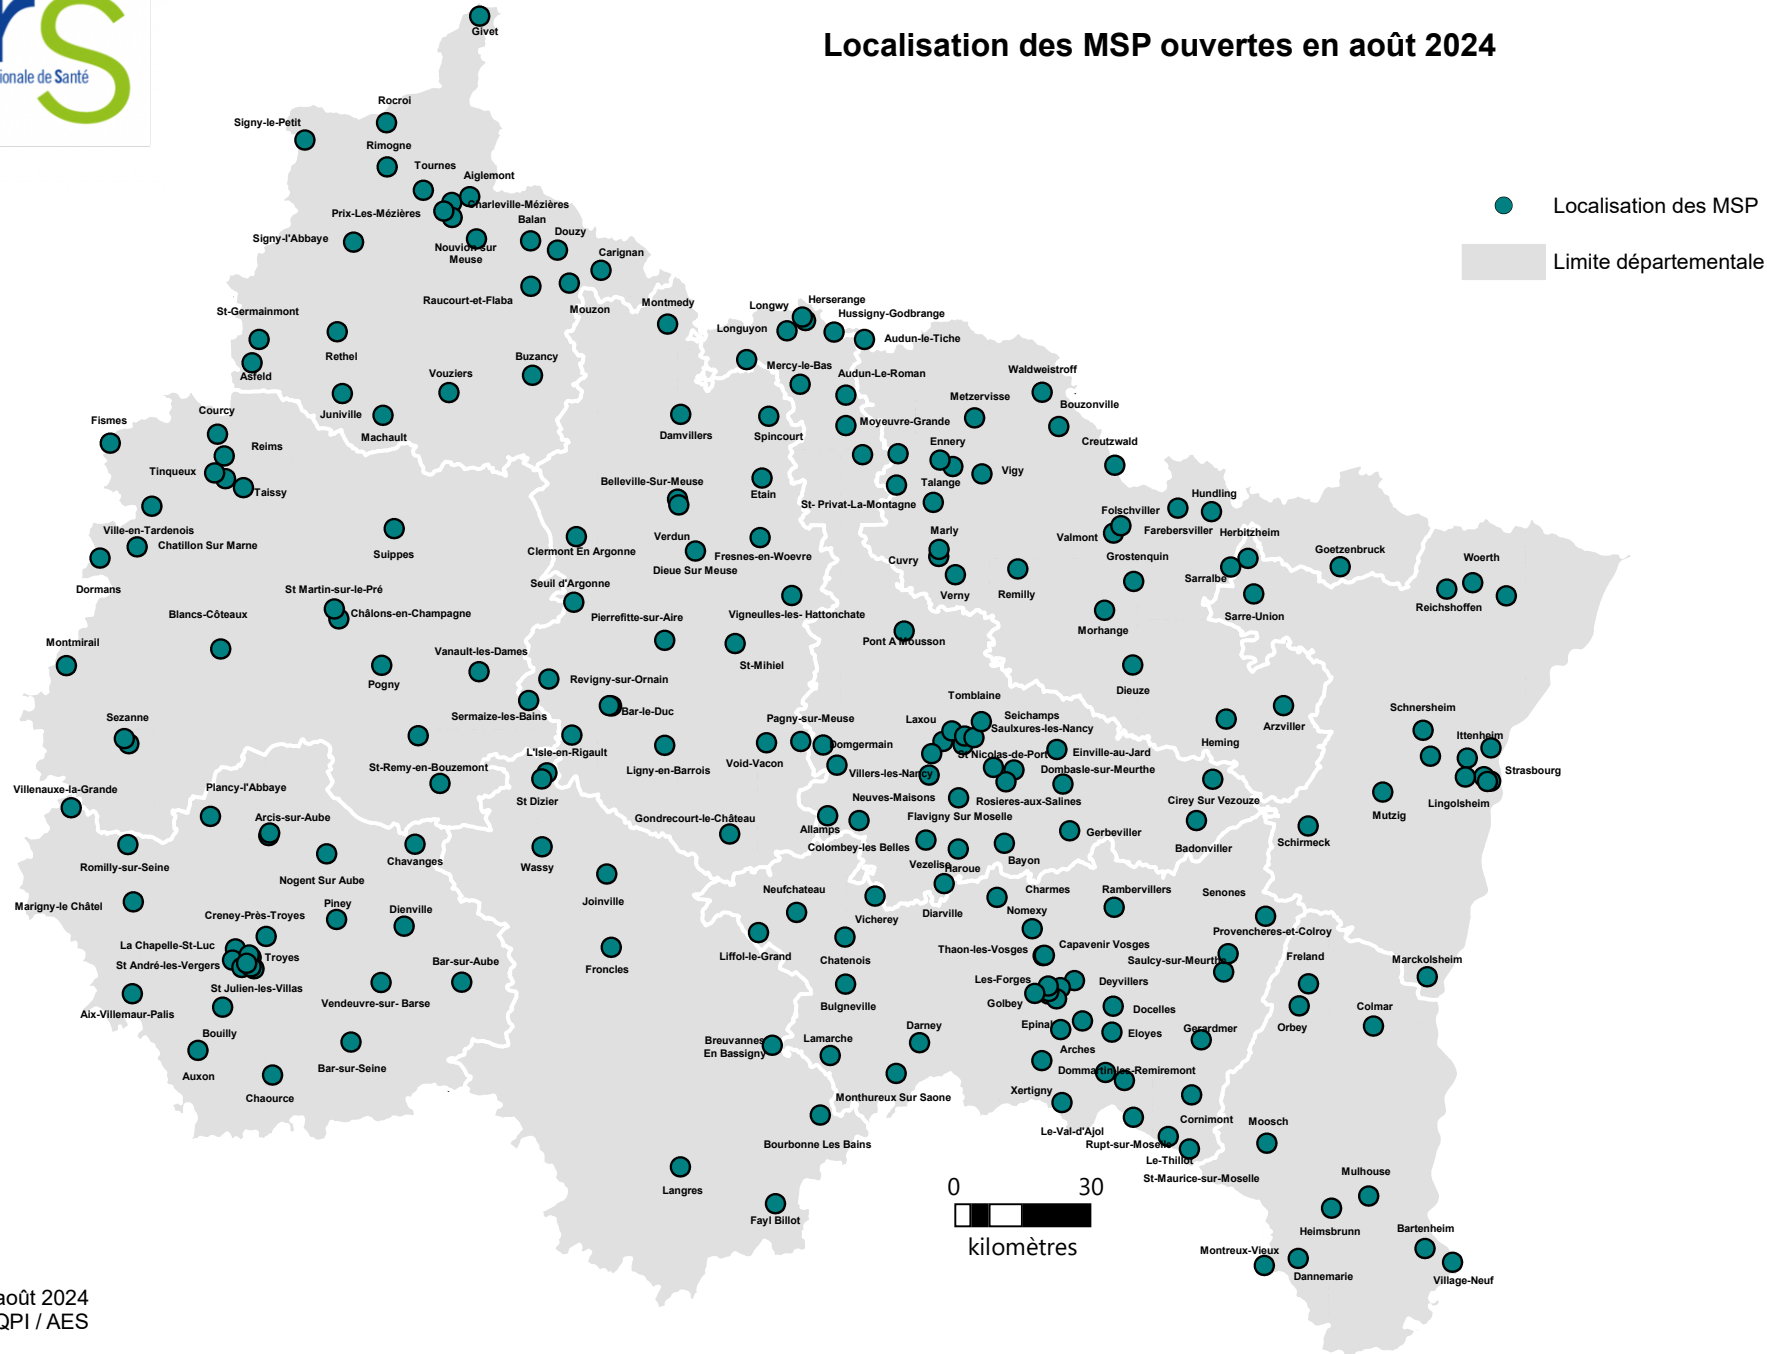 ionale de Santé
Localisation des MSP ouvertes en août 2024
Localisation des MSP
Limite départementale
Givet
Rocroi
Signy-le-Petit
Rimogne
Tournes
Aiglemont
Charleville-Mézières
Prix-Les-Mézières
Balan
Douzy
Signy-l'Abbaye
Nouvion sur
Meuse
Carignan
Raucourt-et-Flaba
Mouzon
Montmedy
Longwy
Herserange
Hussigny-Godbrange
Longuyon
Audun-le-Tiche
St-Germainmont
Rethel
Buzancy
Asfeld
Vouziers
Mercy-le-Bas
Audun-Le-Roman
Waldweistroff
Metzervisse
Bouzonville
Juniville
Machault
Courcy
Fismes
Reims
Damvillers
Spincourt
Moyeuvre-Grande
Ennery
Creutzwald
Tinqueux
Taissy
Belleville-Sur-Meuse
Etain
Talange
Vigy
St- Privat-La-Montagne
Hundling
Folschviller
Farebersviller
Herbitzheim
Ville-en-Tardenois
Chatillon Sur Marne
Suippes
Clermont En Argonne
Verdun
Fresnes-en-Woevre
Dieue Sur Meuse
Marly
Cuvry
Valmont
Grostenquin
Sarralbe
Goetzenbruck
Woerth
Dormans
Seuil d'Argonne
Verny
Remilly
Sarre-Union
Reichshoffen
St Martin-sur-le-Pré
Châlons-en-Champagne
Blancs-Côteaux
Pierrefitte-sur-Aire
Vigneulles-les- Hattonchate
Morhange
Montmirail
Vanault-les-Dames
Pogny
St-Mihiel
Pont A Mousson
Dieuze
Revigny-sur-Ornain
Sermaize-les-Bains
Bar-le-Duc
Tomblaine
Sezanne
Pagny-sur-Meuse
Laxou
Seichamps
Saulxures-les-Nancy
Arzviller
Schnersheim
Ittenheim
L'Isle-en-Rigault
Domgermain
St Nicolas-de-Port
Einville-au-Jard
Heming
St-Remy-en-Bouzemont
Ligny-en-Barrois
Void-Vacon
Villers-les-Nancy
Dombasle-sur-Meurthe
Strasbourg
Villenauxe-la-Grande
Plancy-l'Abbaye
St Dizier
Neuves-Maisons
Rosieres-aux-Salines
Cirey Sur Vezouze
Lingolsheim
Mutzig
Arcis-sur-Aube
Gondrecourt-le-Château
Allamps
Flavigny Sur Moselle
Gerbeviller
Romilly-sur-Seine
Chavanges
Wassy
Colombey-les Belles
Badonviller
Schirmeck
Nogent Sur Aube
Vezelise
Haroue
Bayon
Marigny-le Châtel
Piney
Dienville
Joinville
Neufchateau
Vicherey
Diarville
Charmes
Rambervillers
Senones
Creney-Près-Troyes
Nomexy
Provencheres-et-Colroy
La Chapelle-St-Luc
Troyes
St André-les-Vergers
Bar-sur-Aube
Froncles
Liffol-le-Grand
Chatenois
Thaon-les-Vosges
Capavenir Vosges
Saulcy-sur-Meurthe
Freland
Marckolsheim
St Julien-les-Villas
Vendeuvre-sur- Barse
Les-Forges
Deyvillers
Aix-Villemaur-Palis
Bulgneville
Golbey
Docelles
Orbey
Colmar
Bouilly
Darney
Epinal
Eloyes
Gerardmer
Auxon
Bar-sur-Seine
Breuvannes
En Bassigny
Lamarche
Arches
Chaource
Dommartin-les-Remiremont
Monthureux Sur Saone
Xertigny
Cornimont
Moosch
Bourbonne Les Bains
Le-Val-d'Ajol
Rupt-sur-Moselle
Le-Thillot
St-Maurice-sur-Moselle
Langres
Mulhouse
Fayl Billot
Heimsbrunn
Bartenheim
Montreux-Vieux
Dannemarie
Village-Neuf
0 30
kilomètres
août 2024
QPI / AES